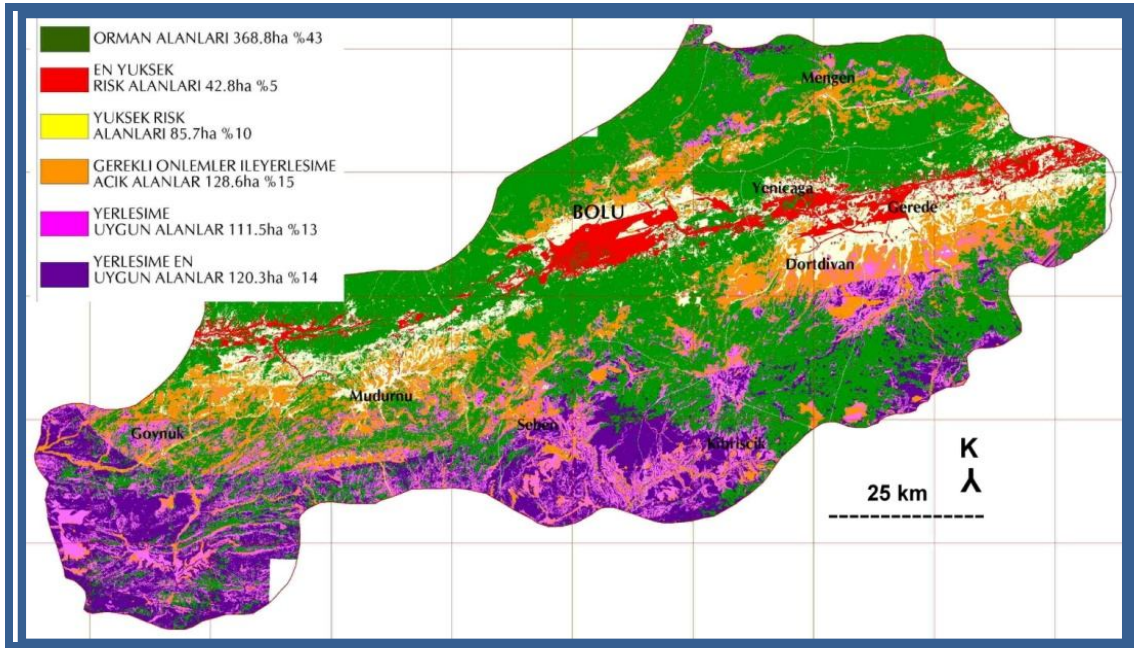 ORMAN ALANLARI 368.8ha %43
EN YUKSEK
RISK ALANLARI 42.8ha %5
YUKSEK RISK
ALANLARI 85.7ha %10
GEREKLI ONLEMLER ILEYERLESIME
ACIK ALANLAR 128.6ha %15
YERLESIME
UYGUN ALANLAR 111.5ha %13
YERLESIME EN
UYGUN ALANLAR 120.3ha %14
Mengen
Yenicaga
BOLU
Gerede
Dortdivan
Mudurnu
Goynuk
Seben
Kibriscik
K
25 km